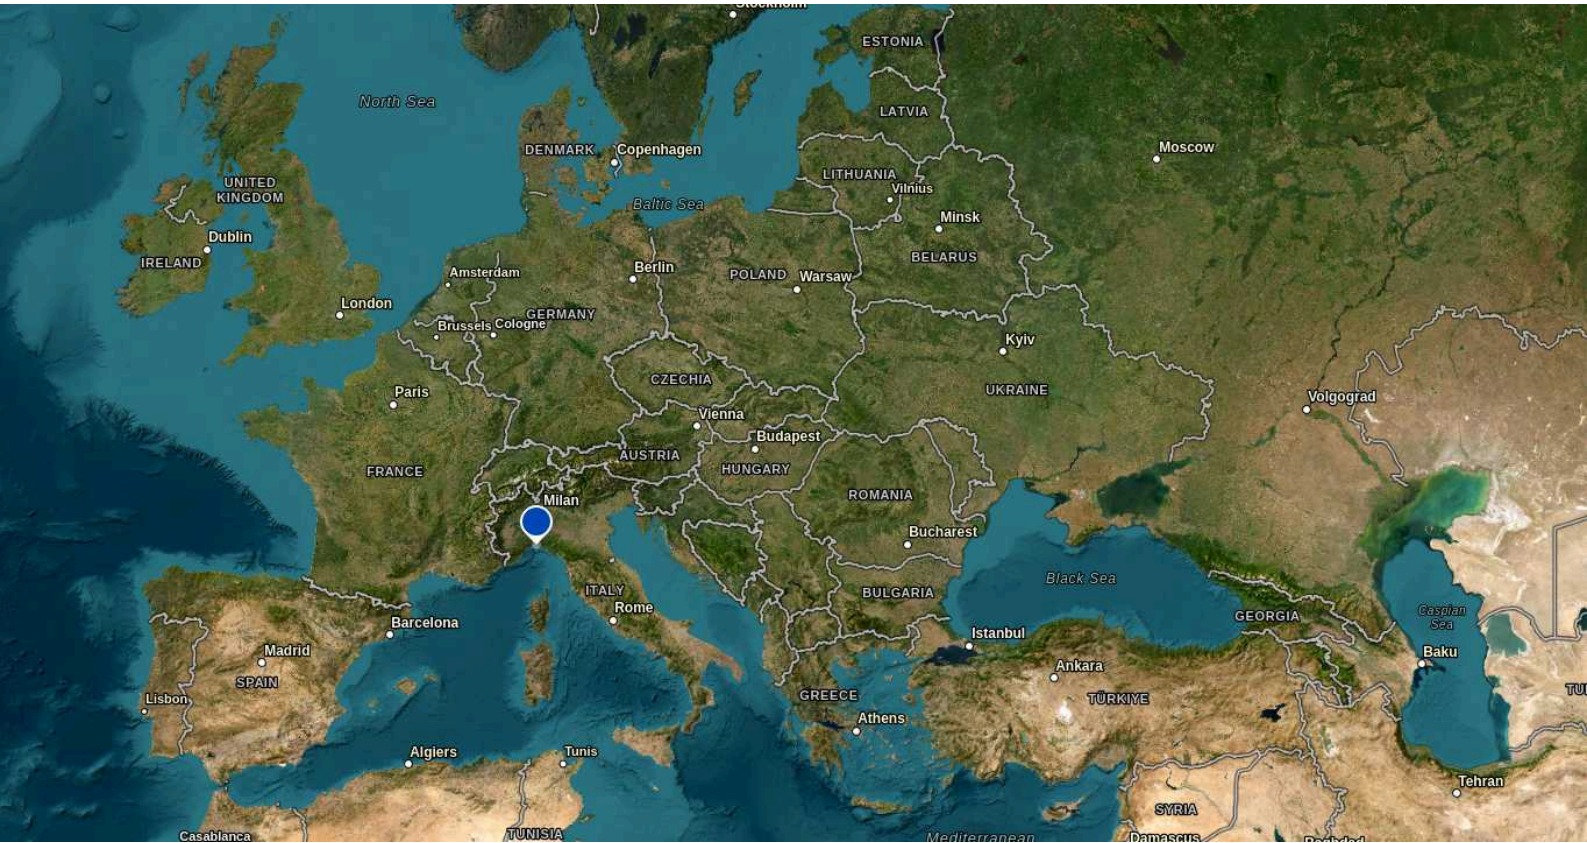 Stockholm
ESTONIA
North Sea
LATVIA
DENMARK
Copenhagen
Moscow
UNITED
KINGDOM
LITHUANIA
Vilnius
Baltic Sea
Minsk
Dublin
IRELAND
BELARUS
Amsterdam
Berlin
POLAND
Warsaw
London
GERMANY
Brussels
Cologne
Kyiv
CZECHIA
UKRAINE
Paris
Volgograd
Vienna
Budapest
AUSTRIA
HUNGARY
FRANCE
Milan
ROMANIA
Bucharest
Black Sea
ITALY
BULGARIA
Rome
GEORGIA
Caspian
Sea
Barcelona
Istanbul
Madrid
Baku
Ankara
SPAIN
Lisbon
GREECE
TÜRKIYE
Athens
Algiers
Tunis
Tehran
SYRIA
Casablanca
TUNISIA
Mediterranean
Damascus
Baghdad